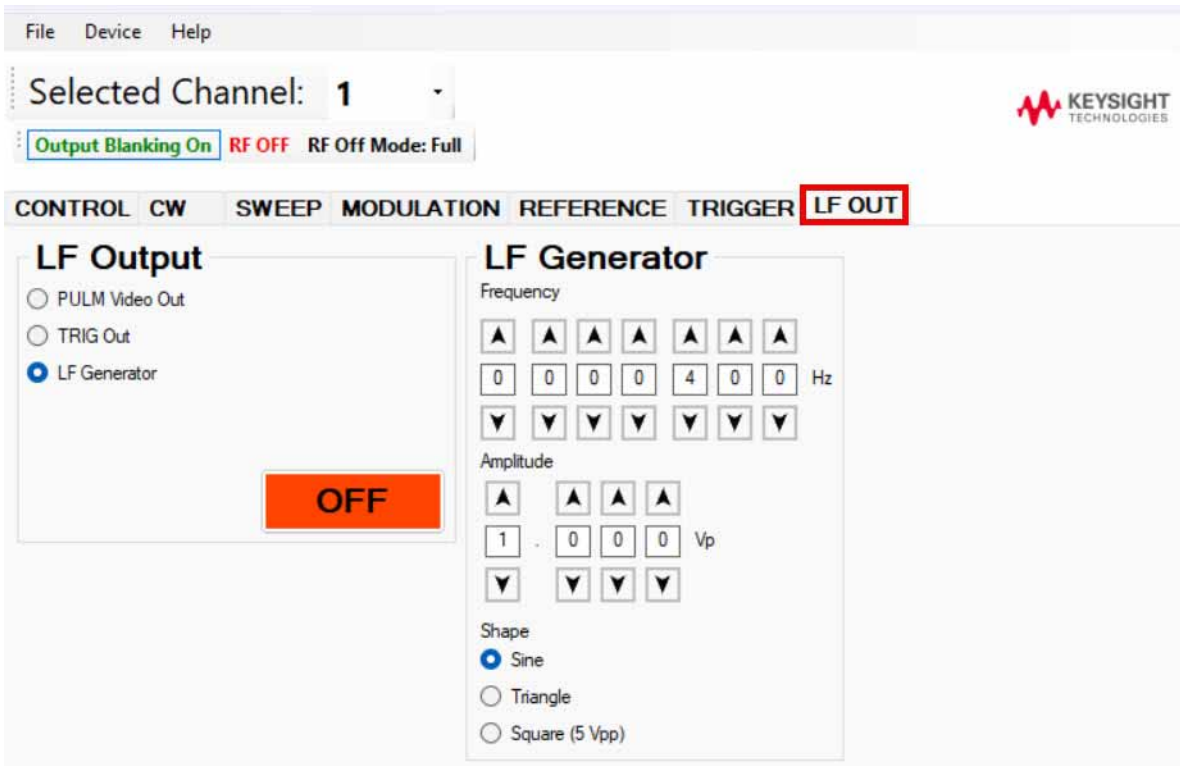 File Device Help
Selected Channel: 1
KEYSIGHT
TECHNOLOGIES
Output Blanking On RF OFF RF Off Mode: Full
CONTROL CW SWEEP MODULATION REFERENCE TRIGGER LF OUT
LF Output
PULM Video Out
TRIG Out
LF Generator
OFF
LF Generator
Frequency
0 0 0 0 4 0 0 Hz
Amplitude
1 . 0 0 0 Vp
Shape
Sine
Triangle
Square (5 Vpp)